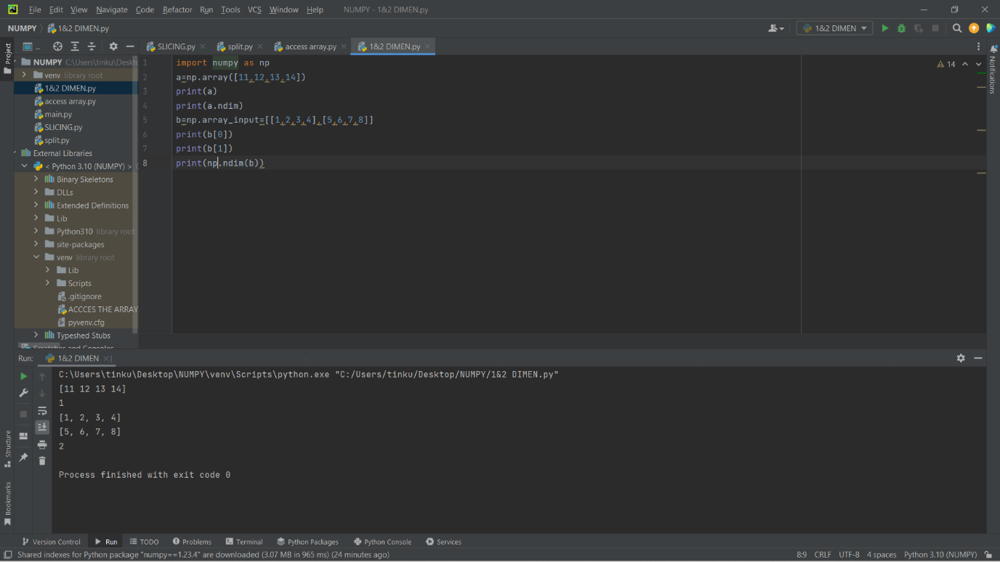 File Edit View Navigate Code Refactor Run Tools VCS Window Help NUMPY - 1&2 DIMEN.py
NUMPY 1&2 DIMEN.py 1&2 DIMEN
Project
SLICING.py split.py access array.py 1&2 DIMEN.py
Notifications
NUMPY C:\Users\tinku\Deskto
venv library root
1&2 DIMEN.py
access array.py
main.py
SLICING.py
split.py
External Libraries
< Python 3.10 (NUMPY) >
Binary Skeletons
DLLs
Extended Definitions
Lib
Python310 library root
site-packages
venv library root
Lib
Scripts
.gitignore
ACCCES THE ARRAY
pyvenv.cfg
Typeshed Stubs
Scratches and Consoles
14
1 import numpy as np
2 a=np.array([11,12,13,14])
3 print(a)
4 print(a.ndim)
5 b=np.array_input=[[1,2,3,4],[5,6,7,8]]
6 print(b[0])
7 print(b[1])
8 print(np.ndim(b))
Run: 1&2 DIMEN
C:\Users\tinku\Desktop\NUMPY\venv\Scripts\python.exe "C:/Users/tinku/Desktop/NUMPY/1&2 DIMEN.py"
[11 12 13 14]
1
[1, 2, 3, 4]
[5, 6, 7, 8]
2
Process finished with exit code 0
Structure
Bookmarks
Version Control Run TODO Problems Terminal Python Packages Python Console Services
Shared indexes for Python package "numpy==1.23.4" are downloaded (3.07 MB in 965 ms) (24 minutes ago) 8:9 CRLF UTF-8 4 spaces Python 3.10 (NUMPY)